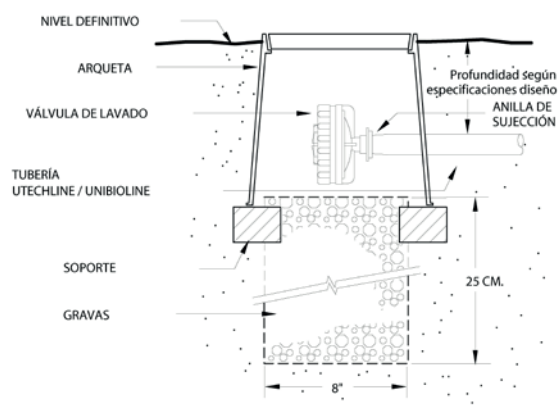 NIVEL DEFINITIVO
ARQUETA
Profundidad según
especificaciones diseño
VÁLVULA DE LAVADO
ANILLA DE
SUJECCIÓN
TUBERÍA
UTECHLINE / UNIBIOLINE
SOPORTE
25 CM.
GRAVAS
8"